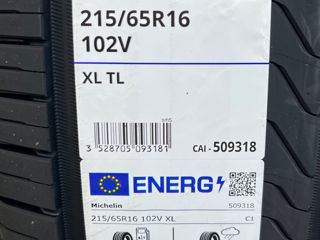 215/65R16
102V
XL TL
3 528705 093181
CAI - 509318
ENERG
Michelin 509318
215/65R16 102V XL C1